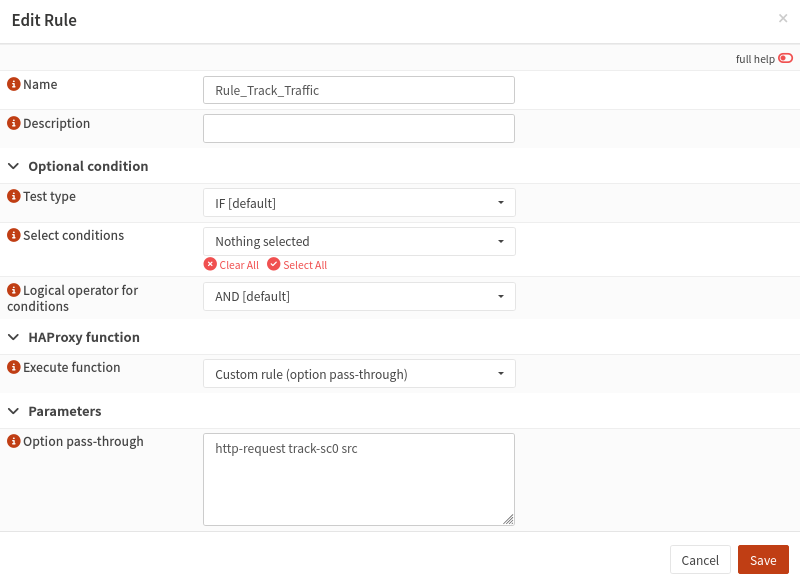 Edit Rule
×
full help
Name
Rule_Track_Traffic
Description
Optional condition
Test type
IF [default]
Select conditions
Nothing selected
Clear All Select All
Logical operator for
conditions
AND [default]
HAProxy function
Execute function
Custom rule (option pass-through)
Parameters
Option pass-through
http-request track-sc0 src
Cancel Save